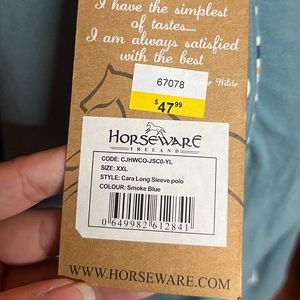 I have the simplest
of tastes....
I am always satisfied
with the best
Wilde
67078
$47.99
HORSEWARE
IRELAND
CODE: CJHWCO-JSC0-YL
SIZE: XXL
STYLE: Cara Long Sleeve polo
COLOUR: Smoke Blue
0 649982 612841
WWW.HORSEWARE.COM